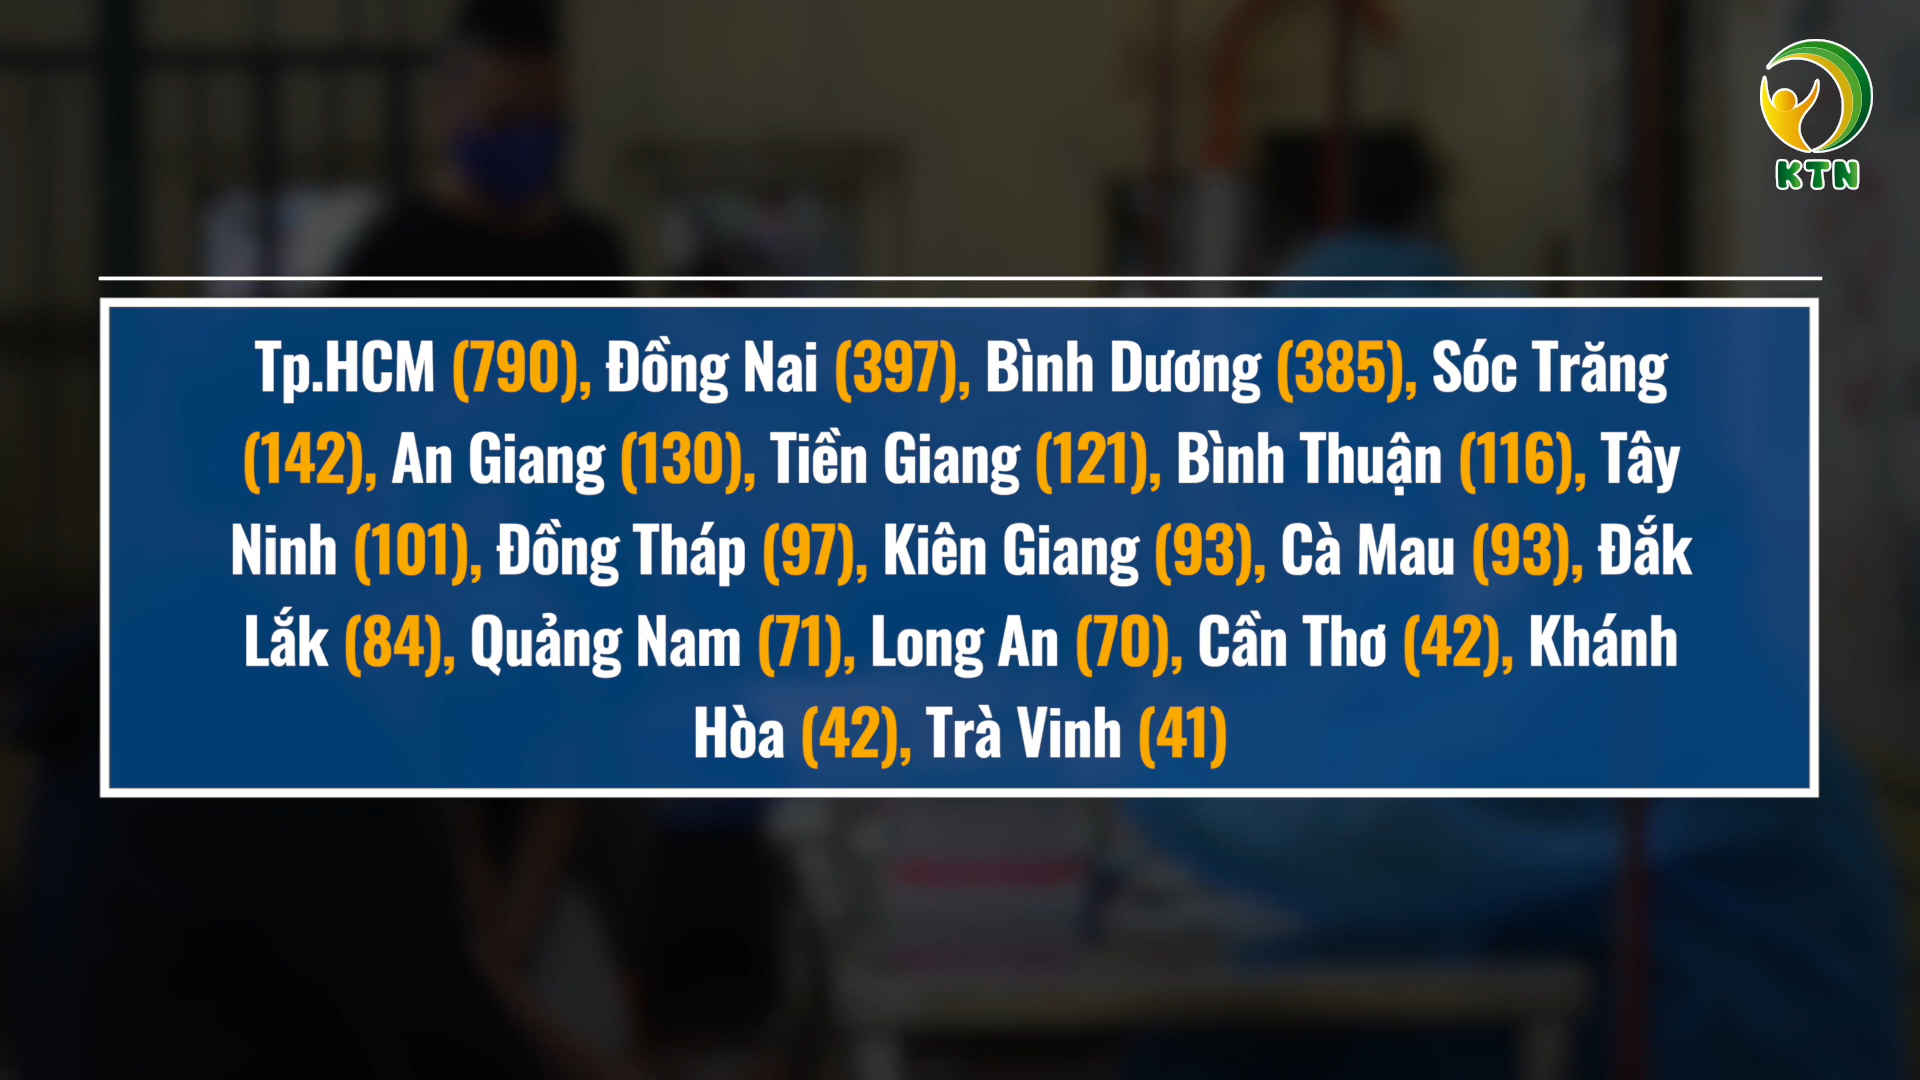 KTN
Tp.HCM (790), Đồng Nai (397), Bình Dương (385), Sóc Trăng
(142), An Giang (130), Tiền Giang (121), Bình Thuận (116), Tây
Ninh (101), Đồng Tháp (97), Kiên Giang (93), Cà Mau (93), Đắk
Lắk (84), Quảng Nam (71), Long An (70), Cần Thơ (42), Khánh
Hòa (42), Trà Vinh (41)